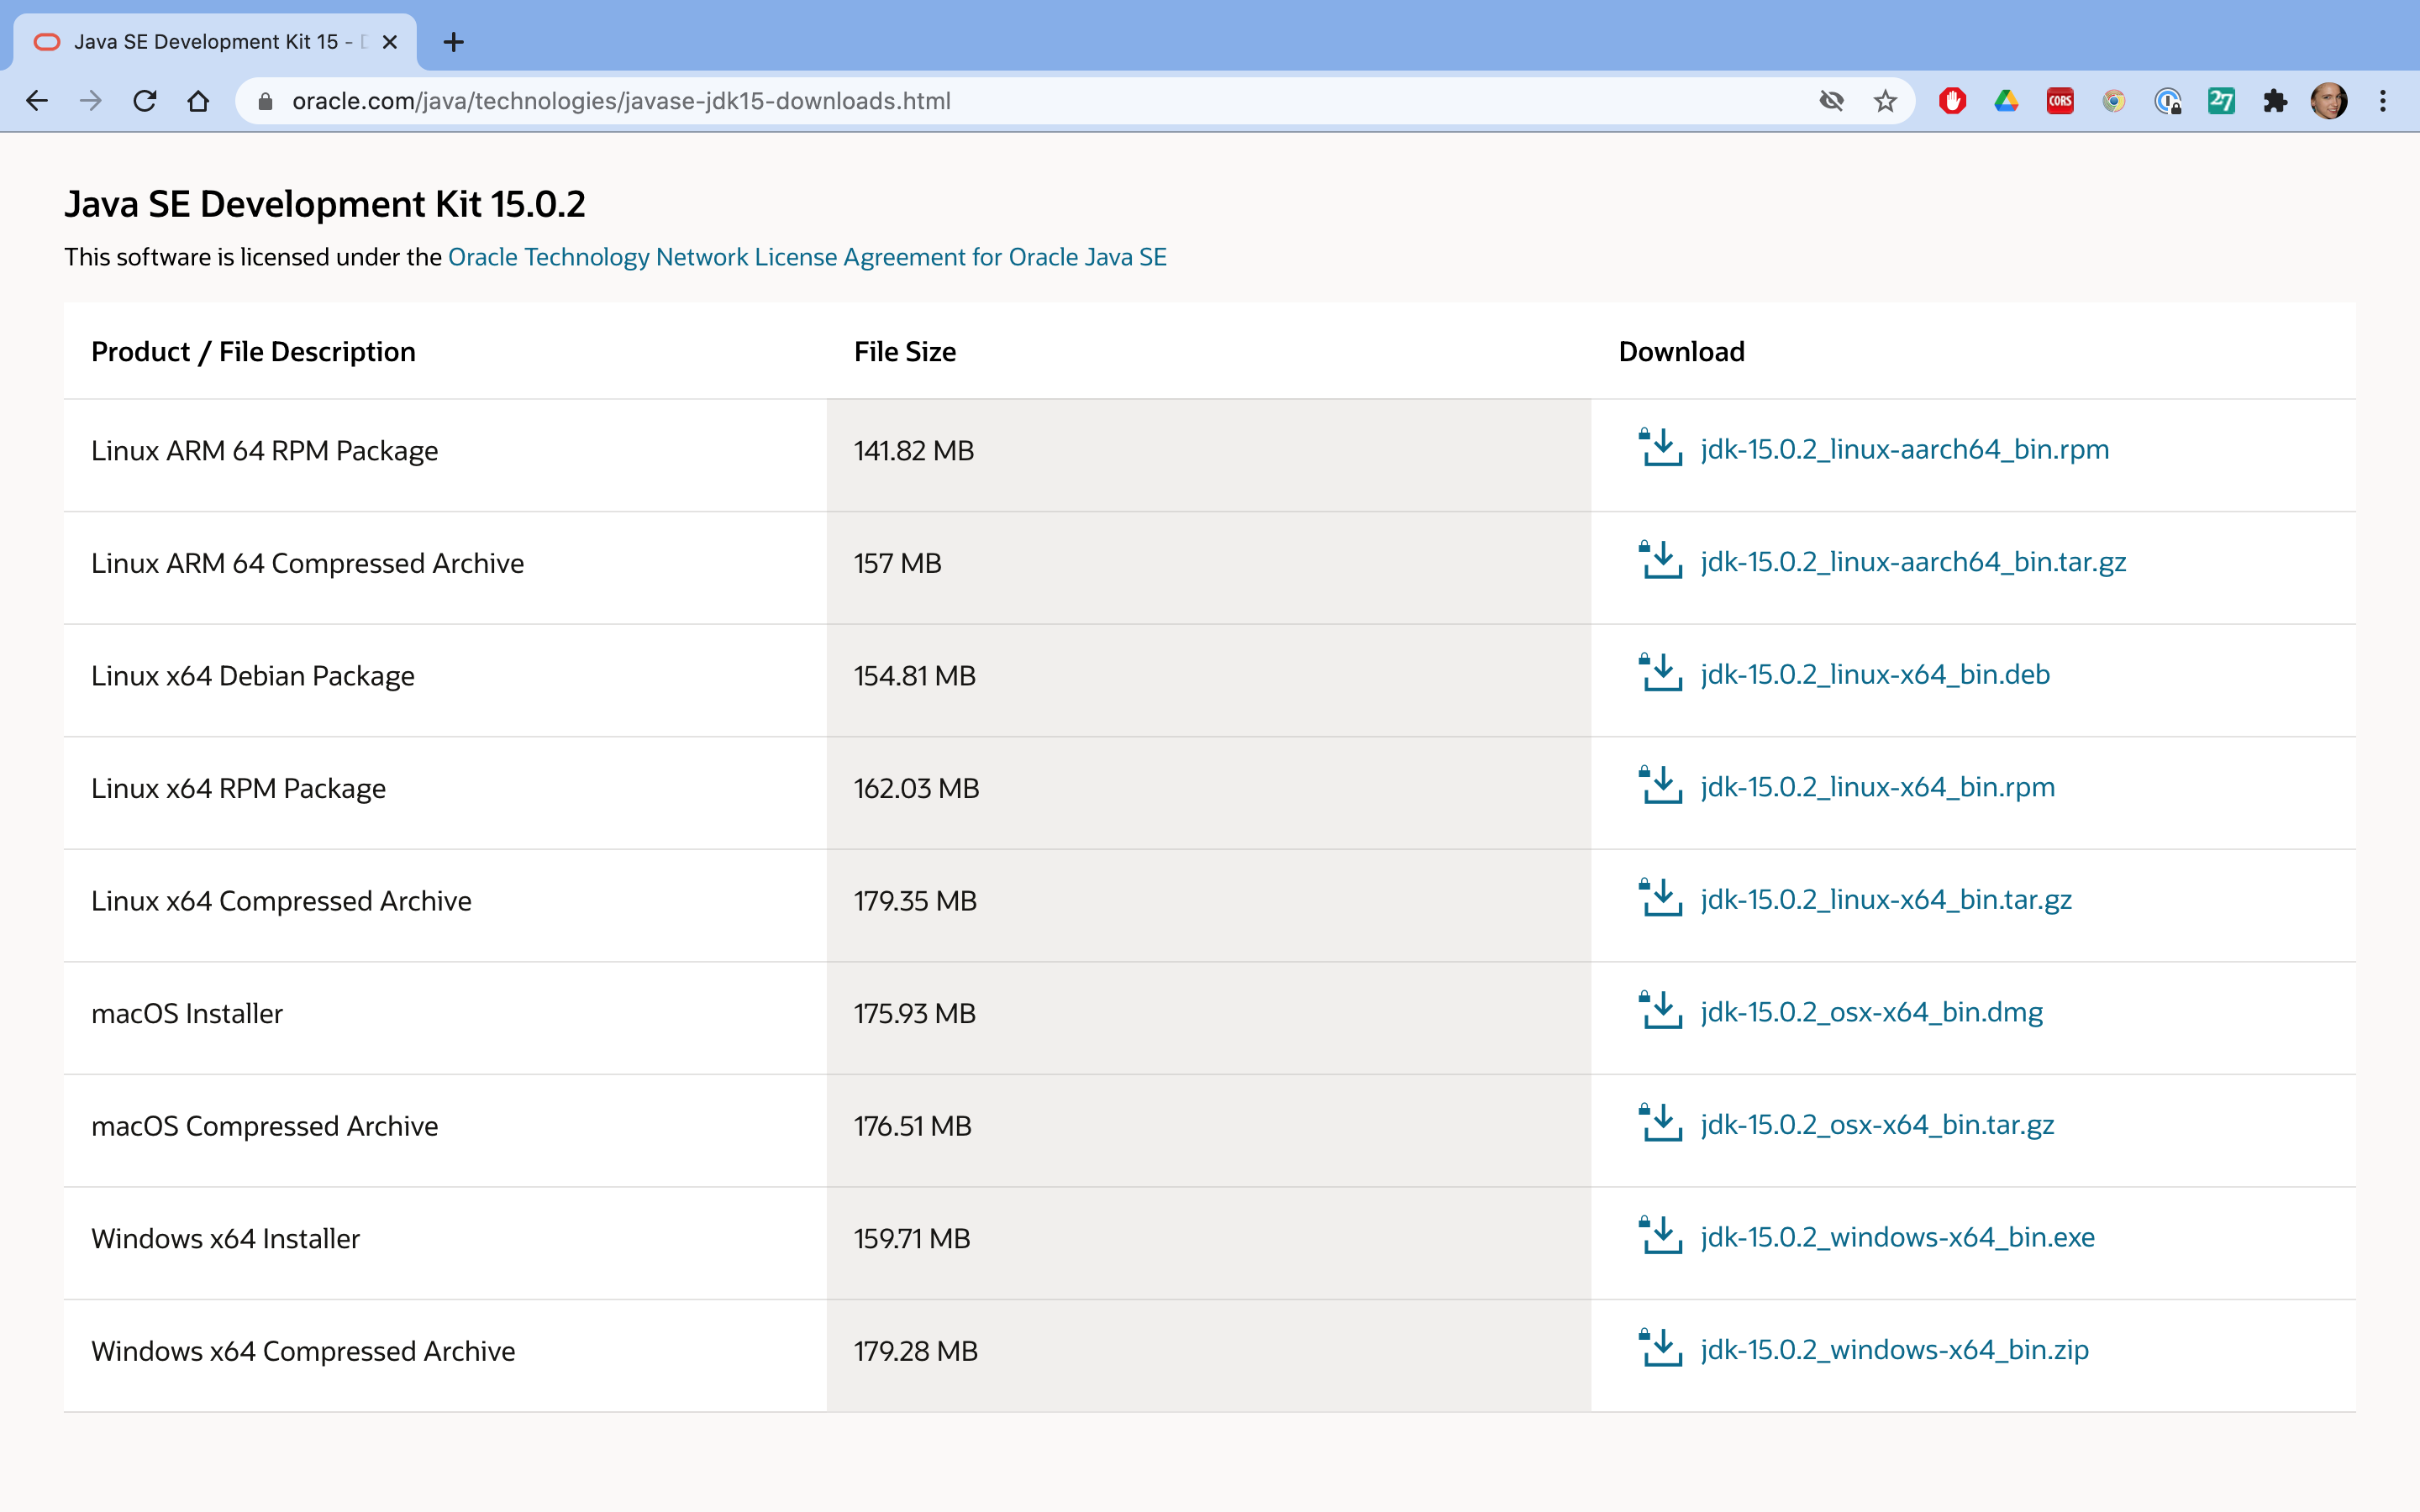 Java SE Development Kit 15 -
oracle.com/java/technologies/javase-jdk15-downloads.html
CORS
27
Java SE Development Kit 15.0.2
This software is licensed under the Oracle Technology Network License Agreement for Oracle Java SE
Product / File Description File Size Download
Linux ARM 64 RPM Package 141.82 MB jdk-15.0.2_linux-aarch64_bin.rpm
Linux ARM 64 Compressed Archive 157 MB jdk-15.0.2_linux-aarch64_bin.tar.gz
Linux x64 Debian Package 154.81 MB jdk-15.0.2_linux-x64_bin.deb
Linux x64 RPM Package 162.03 MB jdk-15.0.2_linux-x64_bin.rpm
Linux x64 Compressed Archive 179.35 MB jdk-15.0.2_linux-x64_bin.tar.gz
macOS Installer 175.93 MB jdk-15.0.2_osx-x64_bin.dmg
macOS Compressed Archive 176.51 MB jdk-15.0.2_osx-x64_bin.tar.gz
Windows x64 Installer 159.71 MB jdk-15.0.2_windows-x64_bin.exe
Windows x64 Compressed Archive 179.28 MB jdk-15.0.2_windows-x64_bin.zip